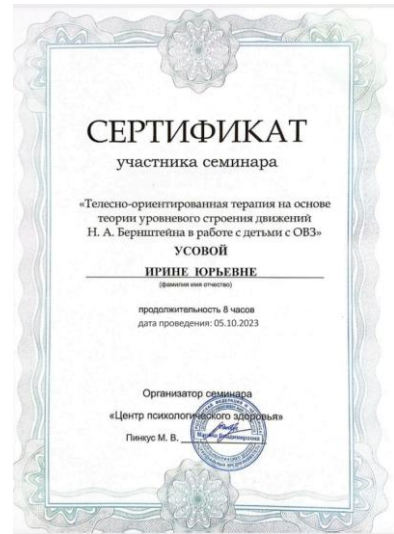 СЕРТИФИКАТ
участника семинара
«Телесно-ориентированная терапия на основе
теории уровневого строения движений
Н. А. Бернштейна в работе с детьми с ОВЗ»
УСОВОЙ
ИРИНЕ ЮРЬЕВНЕ
(фамилия имя отчество)
продолжительность 8 часов
дата проведения: 05.10.2023
Организатор семинара
«Центр психологического здоровья»
Пинкус М. В.